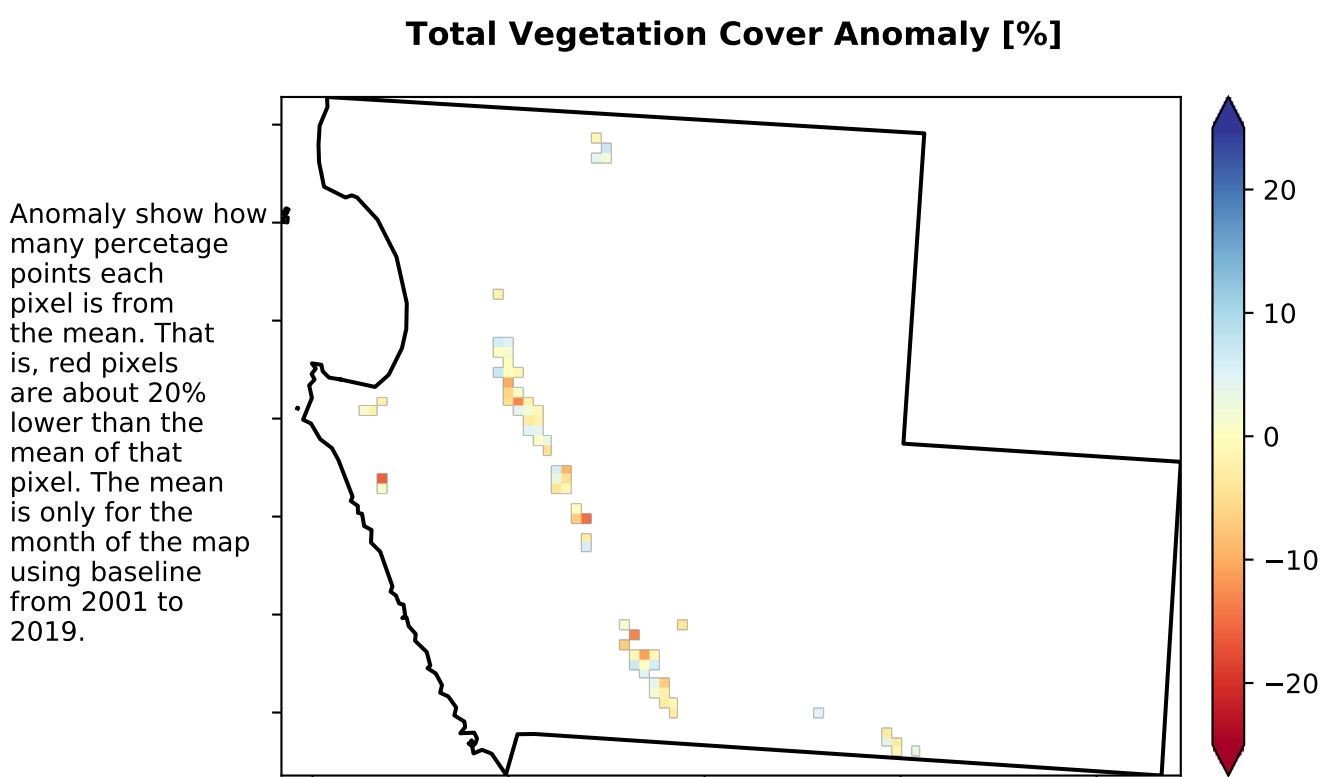 Total Vegetation Cover Anomaly [%]
Anomaly show how
many percetage
points each
pixel is from
the mean. That
is, red pixels
are about 20%
lower than the
mean of that
pixel. The mean
is only for the
month of the map
using baseline
from 2001 to
2019.
20
10
0
−10
−20